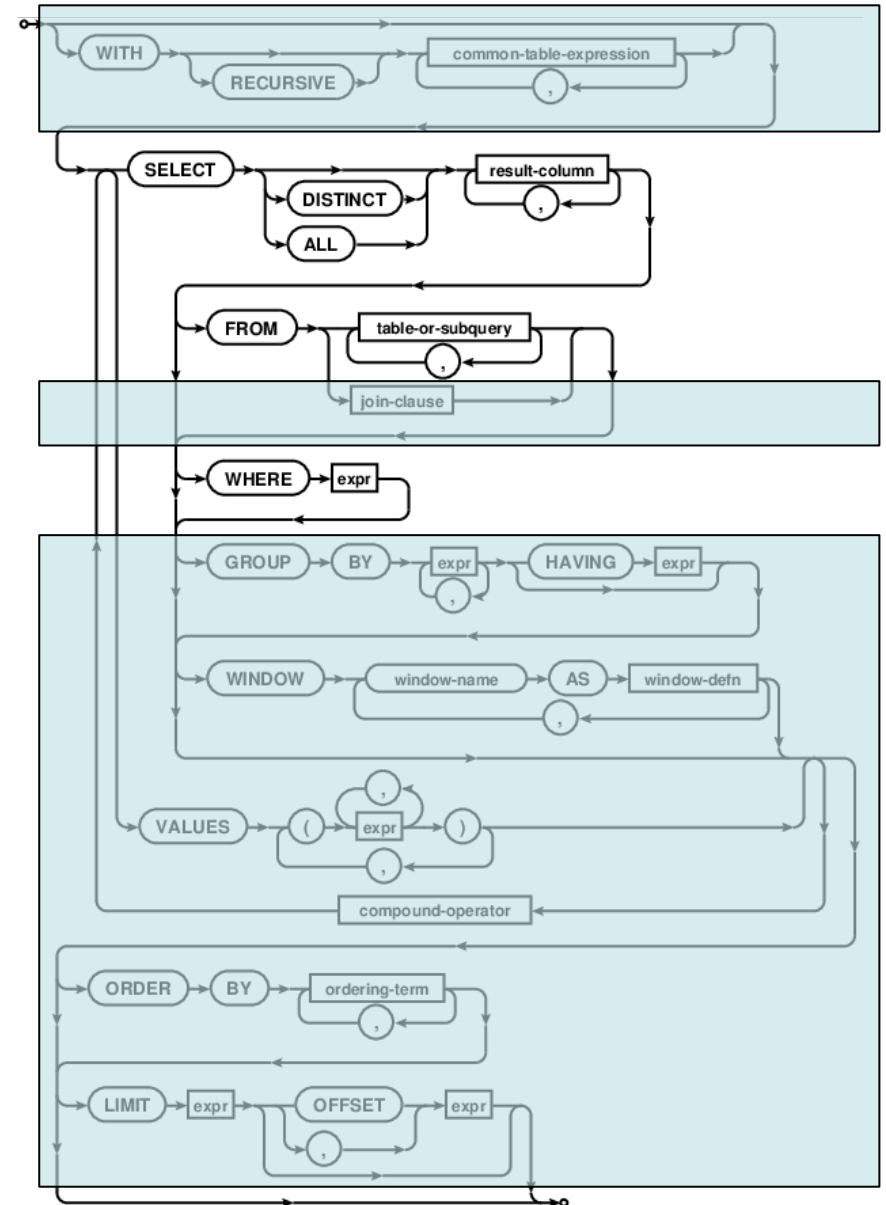 WITH RECURSIVE common-table-expression ,
SELECT DISTINCT ALL result-column ,
FROM table-or-subquery ,
join-clause
WHERE expr
GROUP BY expr , HAVING expr
WINDOW window-name AS window-defn ,
VALUES ( expr , ) ,
compound-operator
ORDER BY ordering-term ,
LIMIT expr OFFSET , expr